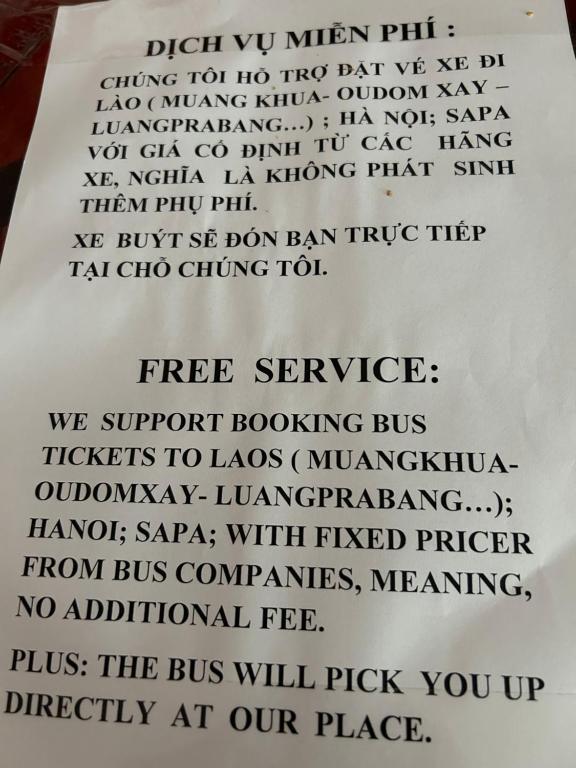 DỊCH VỤ MIỄN PHÍ :
CHÚNG TÔI HỖ TRỢ ĐẶT VÉ XE ĐI
LÀO ( MUANG KHUA- OUDOM XAY –
LUANGPRABANG...) ; HÀ NỘI; SAPA
VỚI GIÁ CỐ ĐỊNH TỪ CÁC HÃNG
XE, NGHĨA LÀ KHÔNG PHÁT SINH
THÊM PHỤ PHÍ.
XE BUÝT SẼ ĐÓN BẠN TRỰC TIẾP
TẠI CHỖ CHÚNG TÔI.
FREE SERVICE:
WE SUPPORT BOOKING BUS
TICKETS TO LAOS ( MUANGKHUA-
OUDOMXAY- LUANGPRABANG...);
HANOI; SAPA; WITH FIXED PRICER
FROM BUS COMPANIES, MEANING,
NO ADDITIONAL FEE.
PLUS: THE BUS WILL PICK YOU UP
DIRECTLY AT OUR PLACE.